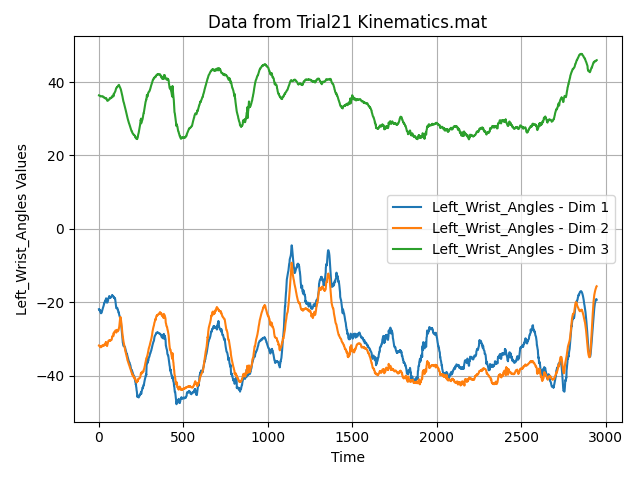 Data from Trial21 Kinematics.mat
Left_Wrist_Angles Values
40
20
0
−20
−40
Left_Wrist_Angles - Dim 1
Left_Wrist_Angles - Dim 2
Left_Wrist_Angles - Dim 3
0 500 1000 1500 2000 2500 3000
Time